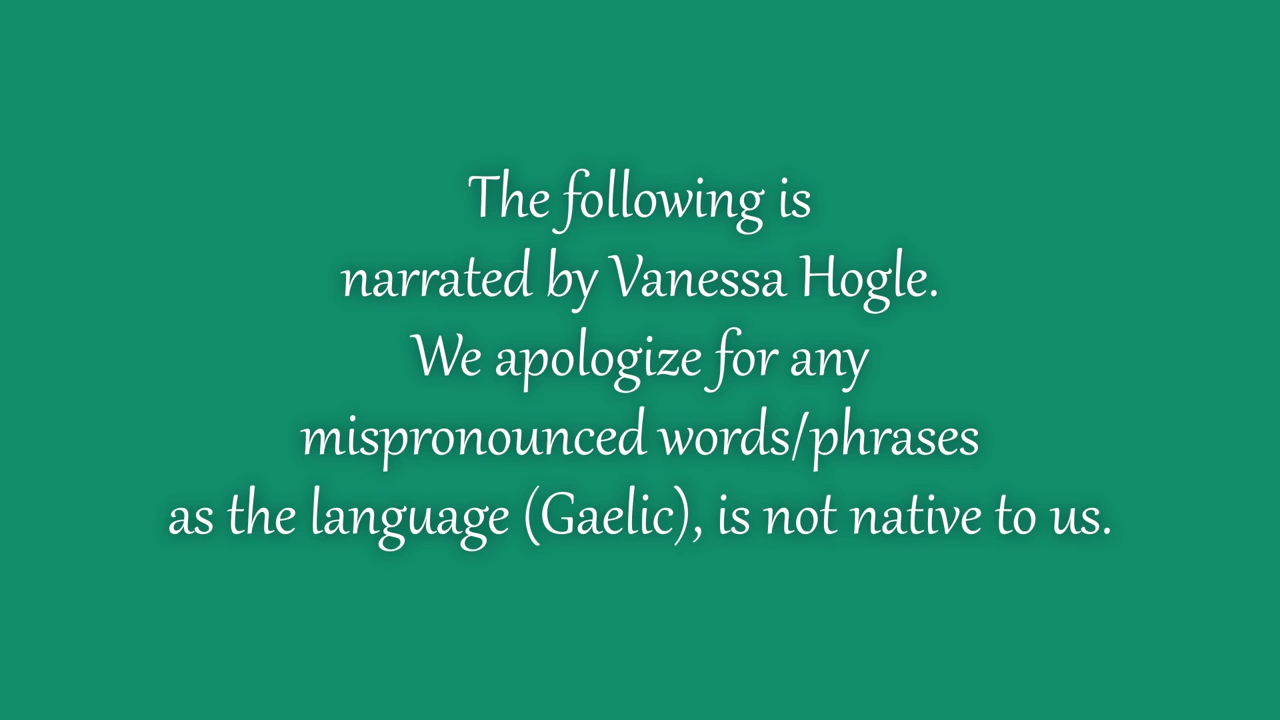 The following is
narrated by Vanessa Hogle.
We apologize for any
mispronounced words/phrases
as the language (Gaelic), is not native to us.